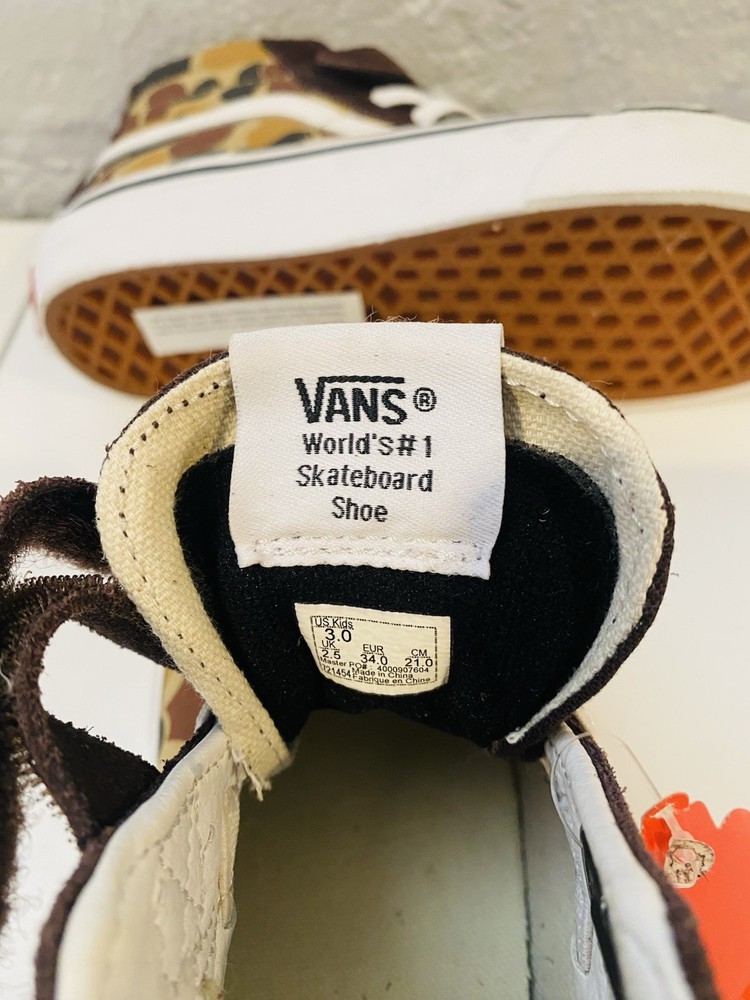 VANS®
World's#1
Skateboard
Shoe
US Kids
3.0
UK EUR CM
2.5 34.0 21.0
Master PO# : 4000907604
Made in China
Fabrique en China